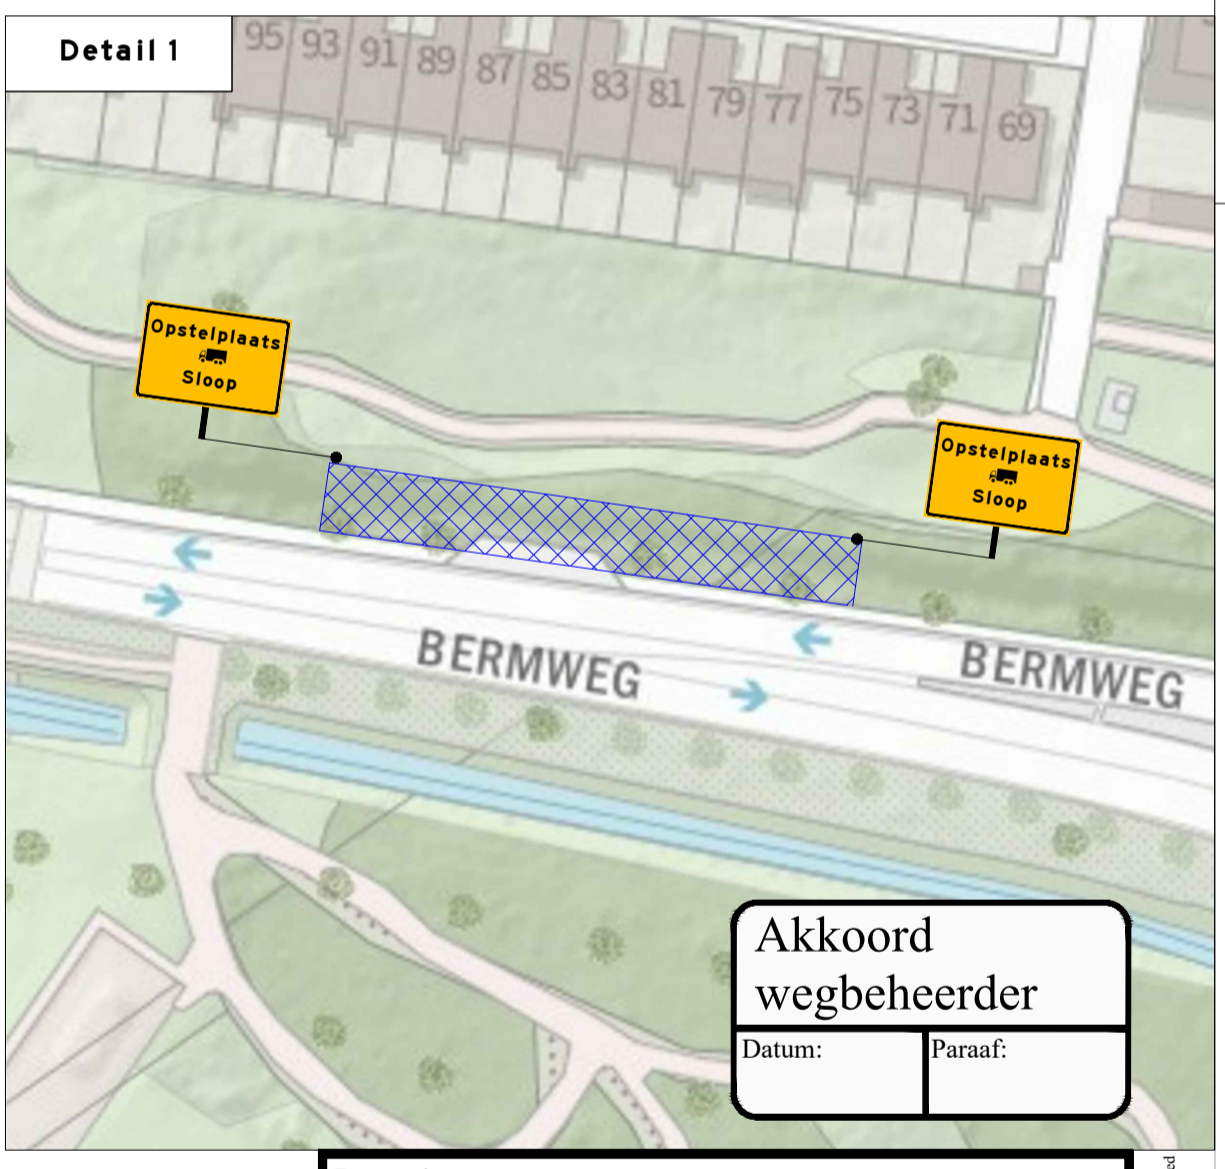 Detail 1
95 93 91 89 87 85 83 81 79 77 75 73 71 69
Opstelplaats
Sloop
Opstelplaats
Sloop
BERMWEG
BERMWEG
Akkoord
wegbeheerder
Datum: Paraaf: